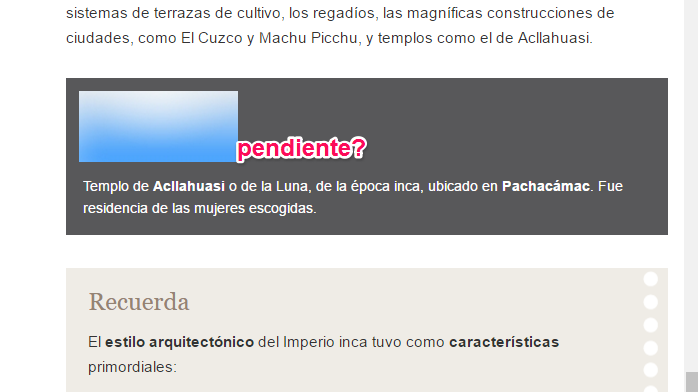 sistemas de terrazas de cultivo, los regadíos, las magníficas construcciones de
ciudades, como El Cuzco y Machu Picchu, y templos como el de Acllahuasi.
pendiente?
Templo de Acllahuasi o de la Luna, de la época inca, ubicado en Pachacámac. Fue
residencia de las mujeres escogidas.
Recuerda
El estilo arquitectónico del Imperio inca tuvo como características
primordiales: